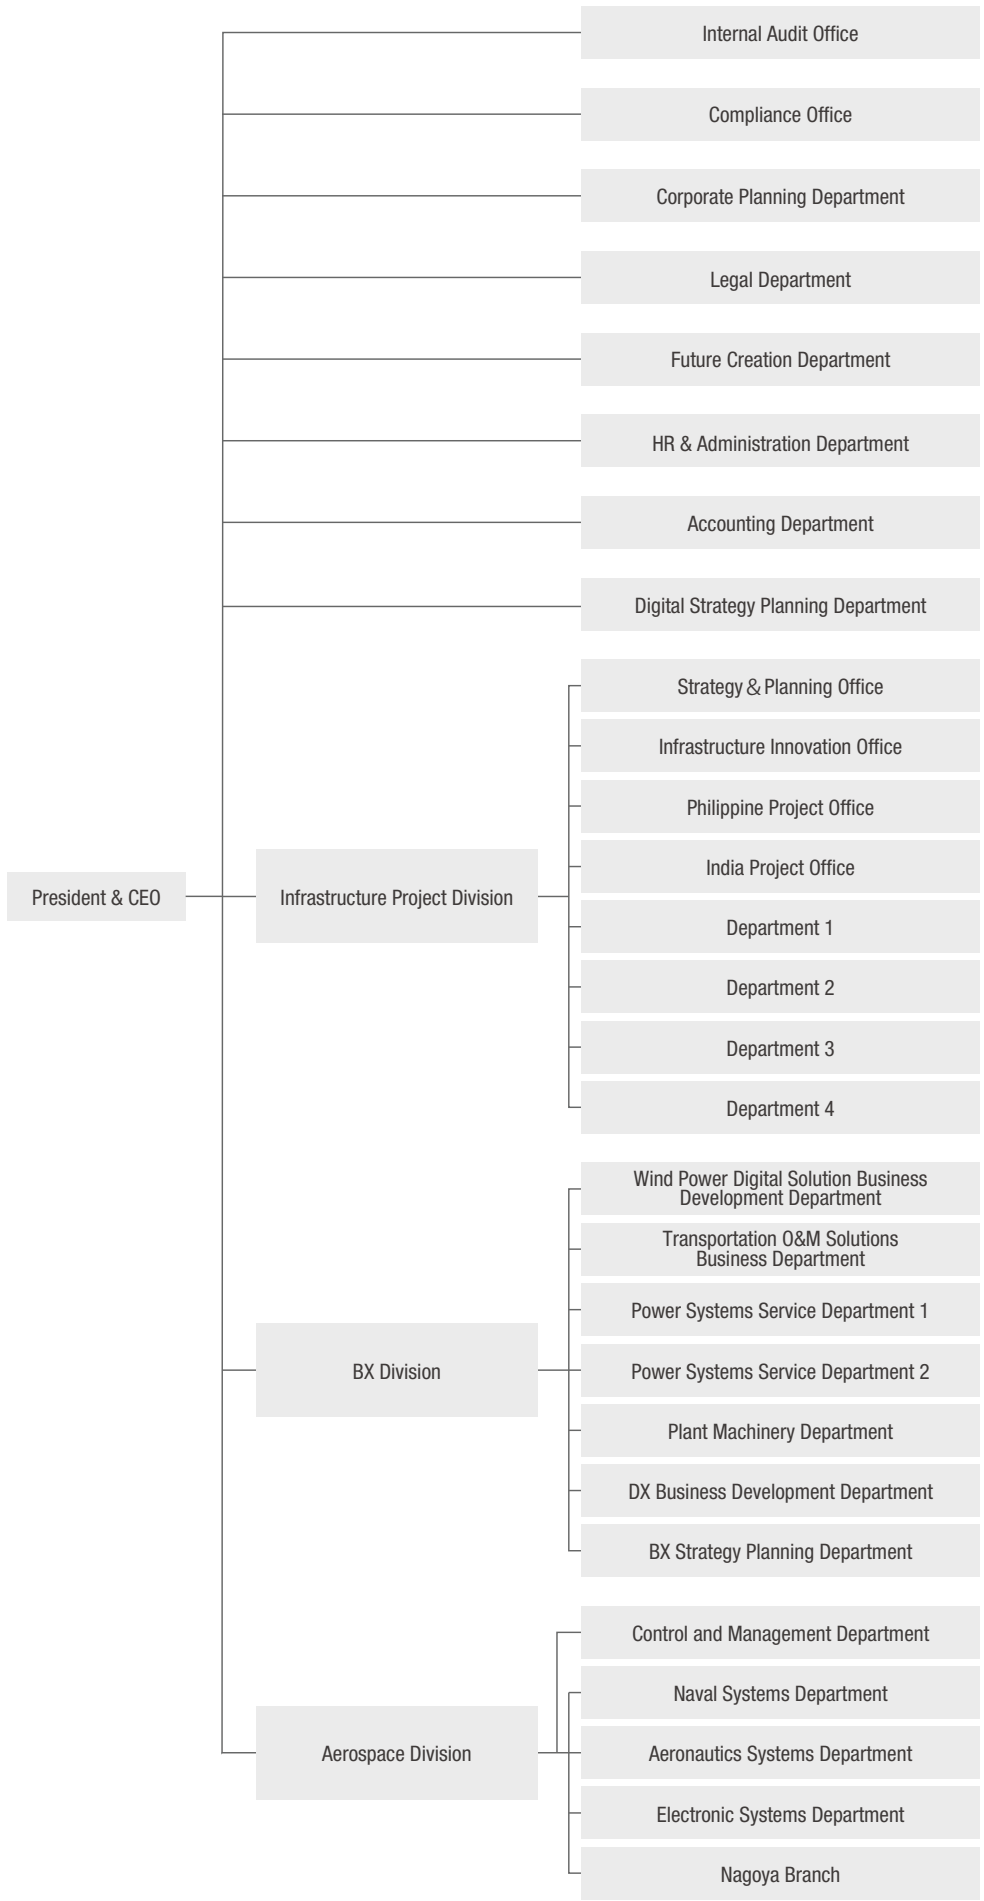 Internal Audit Office
Compliance Office
Corporate Planning Department
Legal Department
Future Creation Department
HR & Administration Department
Accounting Department
Digital Strategy Planning Department
President & CEO
Infrastructure Project Division
Strategy & Planning Office
Infrastructure Innovation Office
Philippine Project Office
India Project Office
Department 1
Department 2
Department 3
Department 4
BX Division
Wind Power Digital Solution Business
Development Department
Transportation O&M Solutions
Business Department
Power Systems Service Department 1
Power Systems Service Department 2
Plant Machinery Department
DX Business Development Department
BX Strategy Planning Department
Aerospace Division
Control and Management Department
Naval Systems Department
Aeronautics Systems Department
Electronic Systems Department
Nagoya Branch